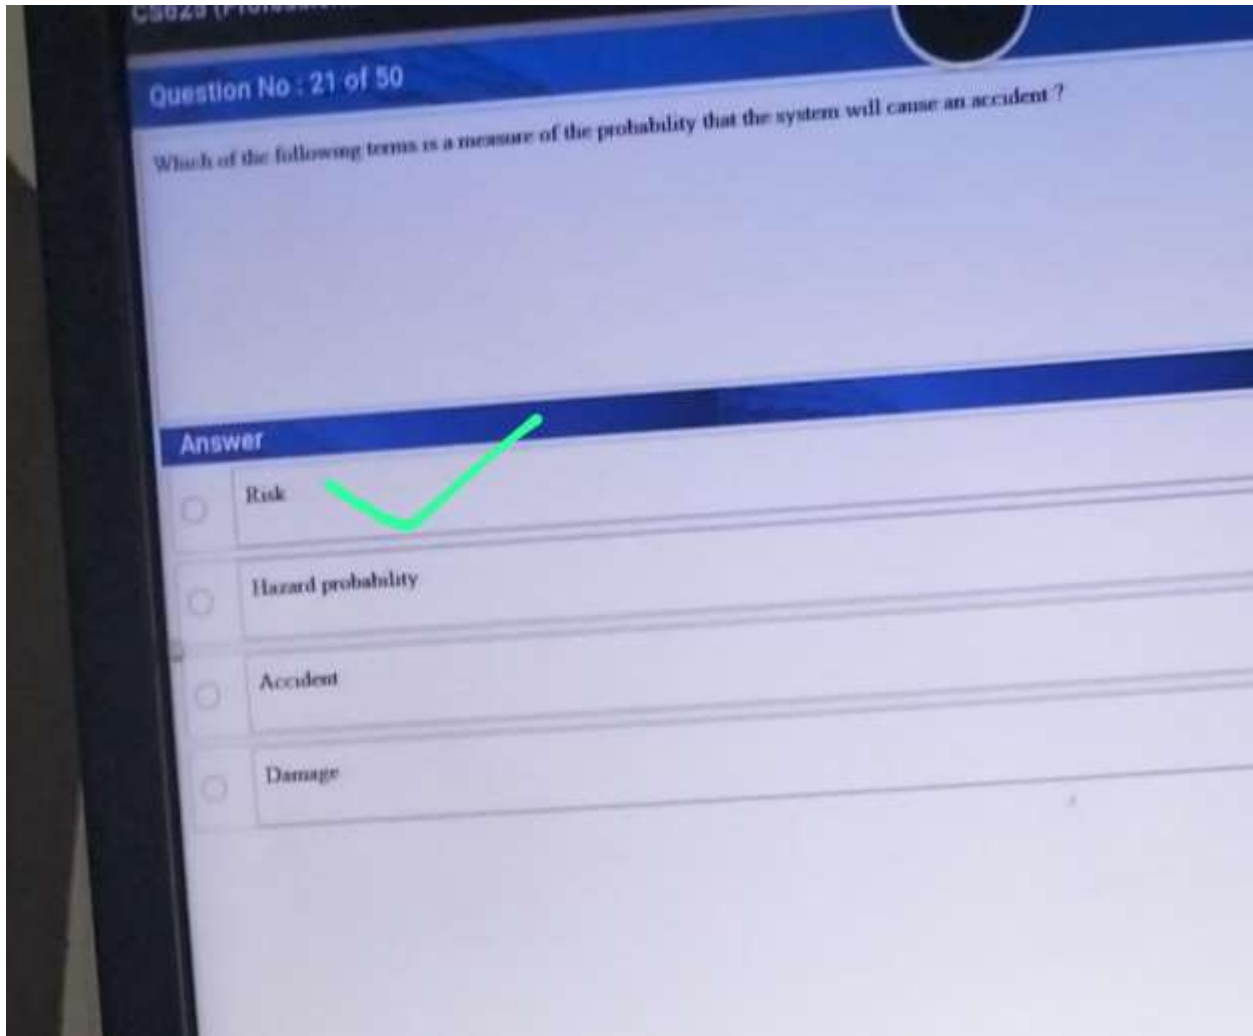 Question No : 21 of 50
Which of the following terms is a measure of the probability that the system will cause an accident ?
Answer
Risk
Hazard probability
Accident
Damage